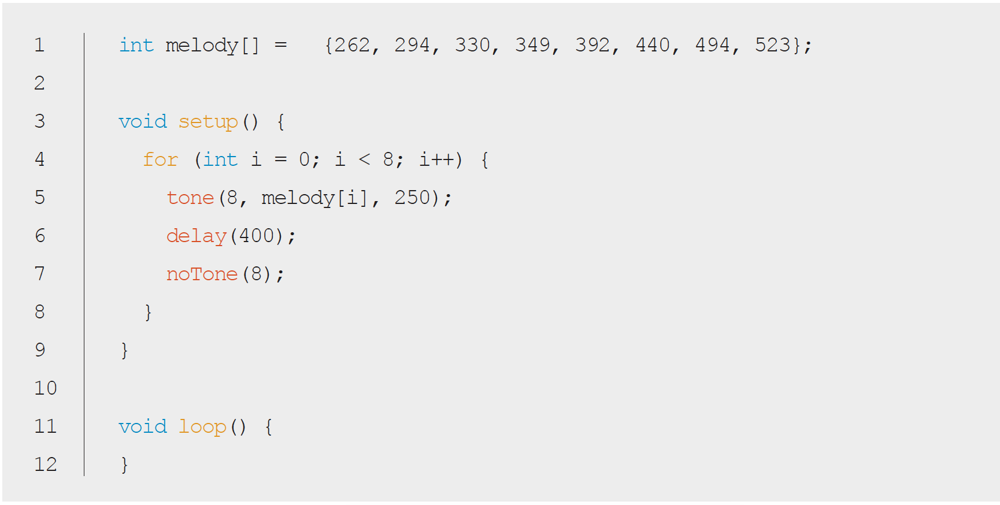 1 int melody[] =   {262, 294, 330, 349, 392, 440, 494, 523};
2
3 void setup() {
4   for (int i = 0; i < 8; i++) {
5     tone(8, melody[i], 250);
6     delay(400);
7     noTone(8);
8   }
9 }
10
11 void loop() {
12 }